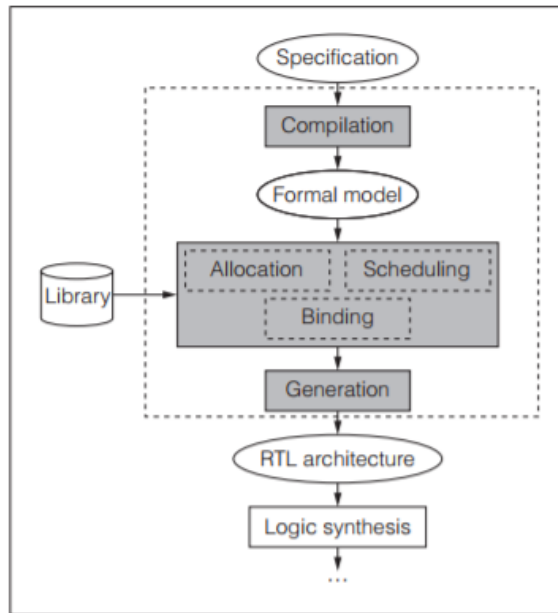 Specification
Compilation
Formal model
Allocation
Scheduling
Library
Binding
Generation
RTL architecture
Logic synthesis
...